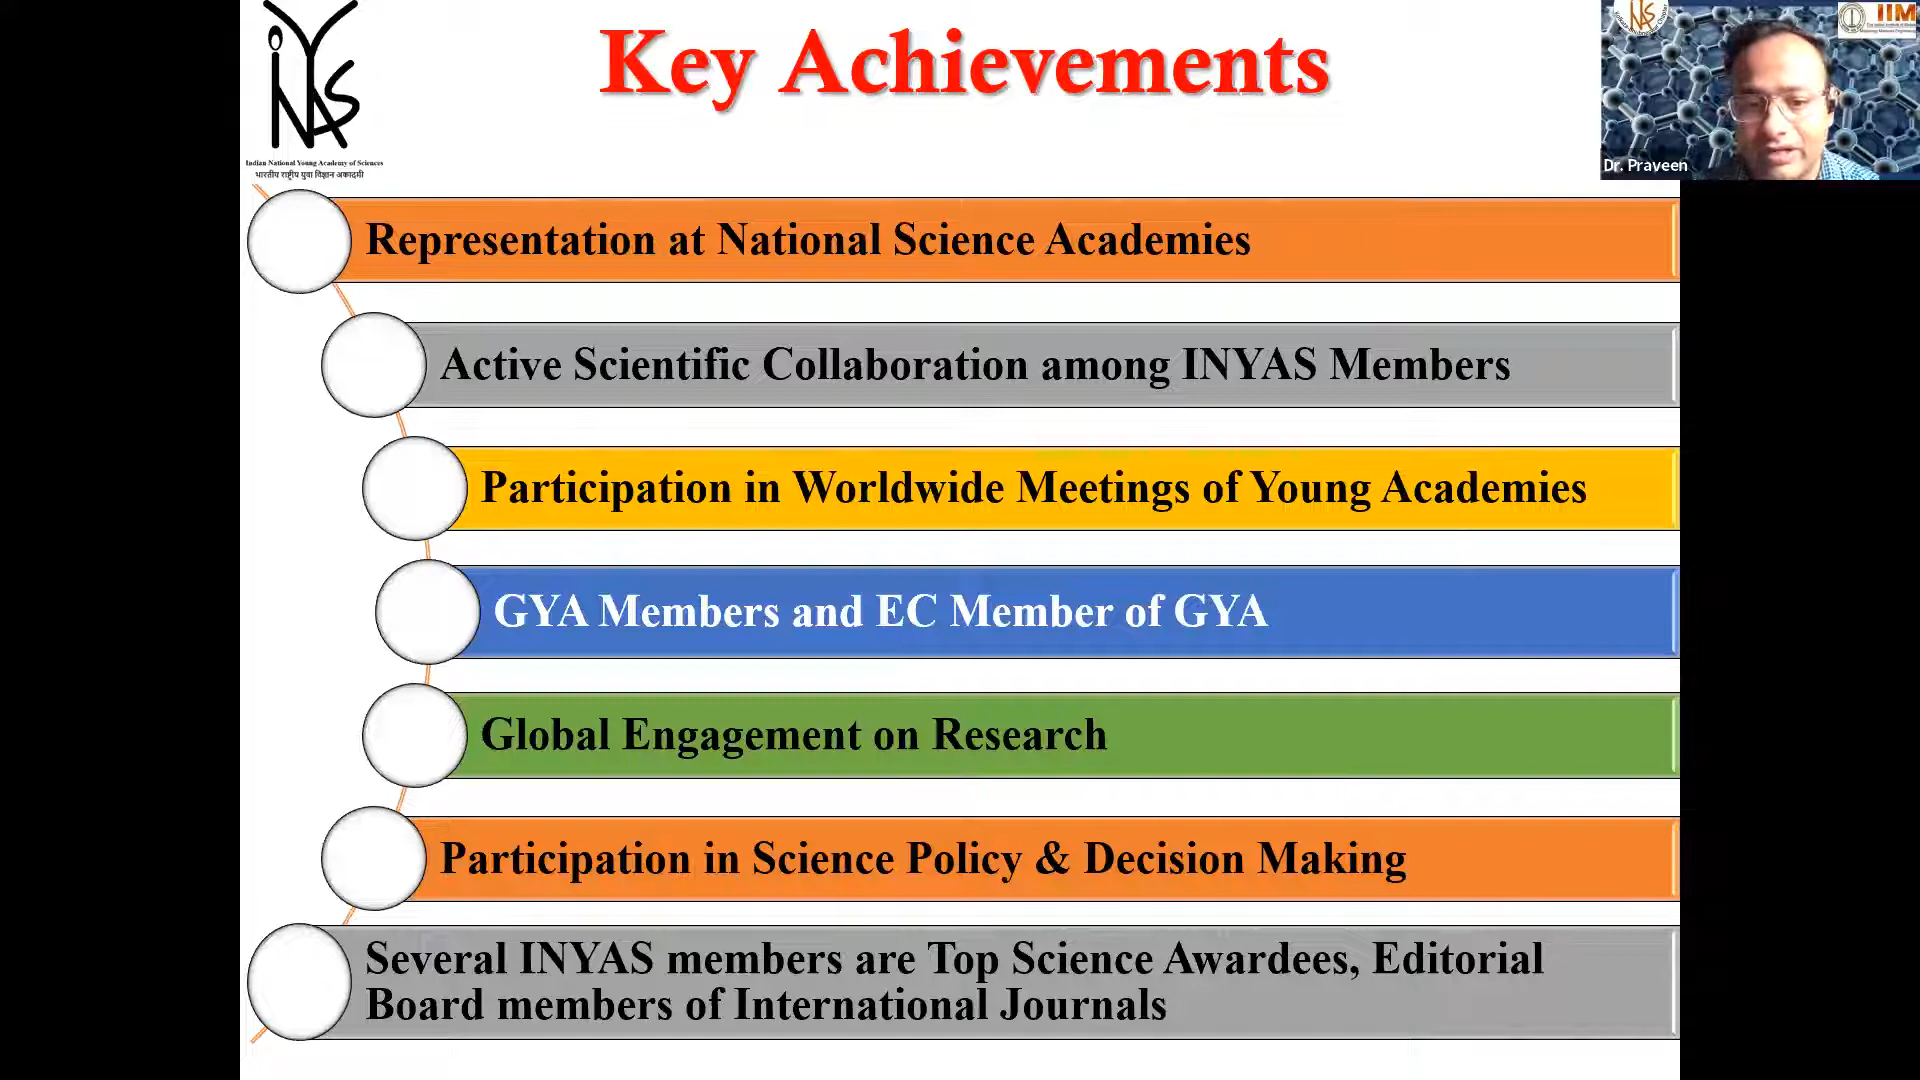 Key Achievements
INYAS
Indian National Young Academy of Sciences
भारतीय राष्ट्रीय युवा विज्ञान अकादमी
IIM
Dr. Praveen
Representation at National Science Academies
Active Scientific Collaboration among INYAS Members
Participation in Worldwide Meetings of Young Academies
GYA Members and EC Member of GYA
Global Engagement on Research
Participation in Science Policy & Decision Making
Several INYAS members are Top Science Awardees, Editorial
Board members of International Journals